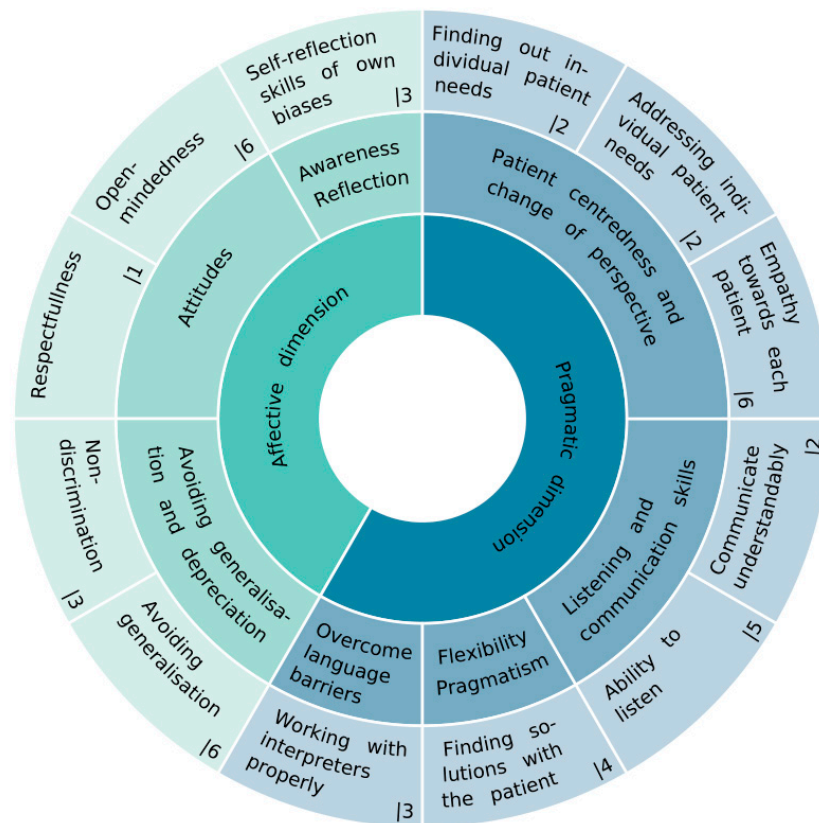 Affective dimension
Pragmatic dimension
Awareness
Reflection
Attitudes
Avoiding generalisa-
tion and depreciation
Overcome
language
barriers
Flexibility
Pragmatism
Listening and
communication skills
Patient centredness and
change of perspective
Self-reflection
skills of own
biases
|3
Open-
mindedness
|6
Respectfullness
|1
Non-
discrimination
|3
Avoiding
generalisation
|6
Working with
interpreters
properly
|3
Finding so-
lutions with
the patient
|4
Ability to
listen
|5
Communicate
understandably
|2
Empathy
towards each
patient
|6
Addressing indi-
vidual patient
needs
|2
Finding out in-
dividual patient
needs
|2